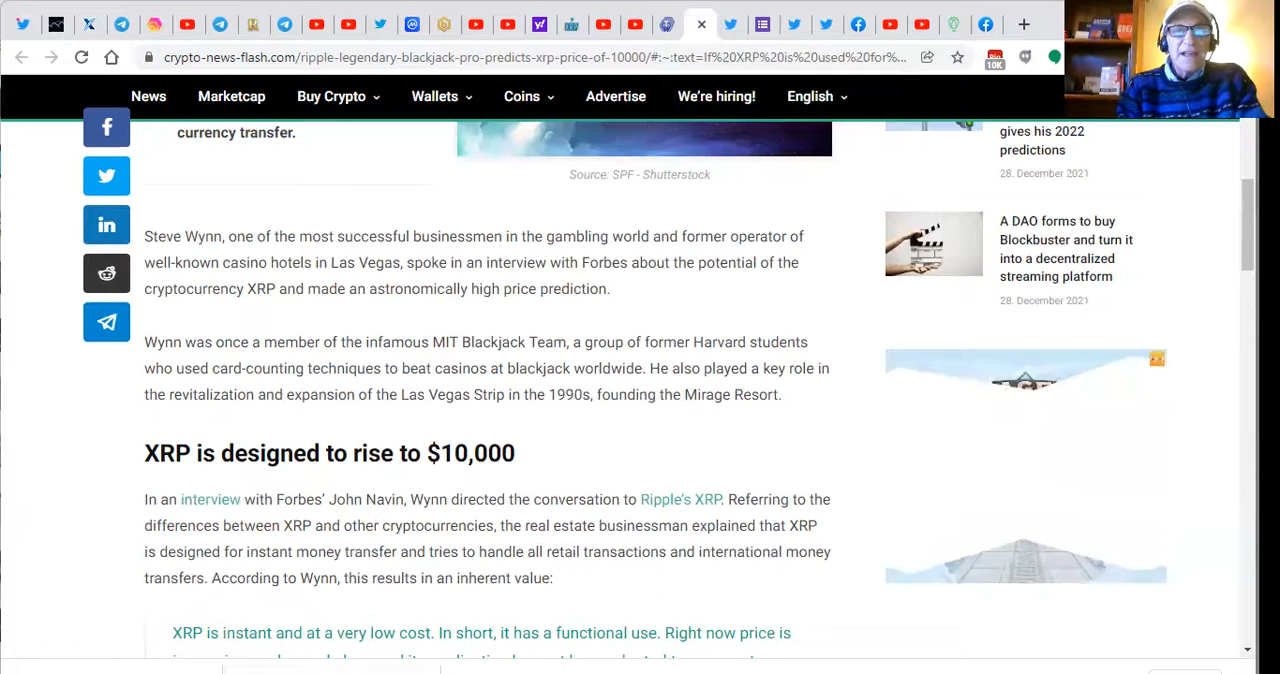 crypto-news-flash.com/ripple-legendary-blackjack-pro-predicts-xrp-price-of-10000/#:~:text=If%20XRP%20is%20used%20for%...
10K
News
Marketcap
Buy Crypto
Wallets
Coins
Advertise
We're hiring!
English
currency transfer.
Source: SPF - Shutterstock
Steve Wynn, one of the most successful businessmen in the gambling world and former operator of
well-known casino hotels in Las Vegas, spoke in an interview with Forbes about the potential of the
cryptocurrency XRP and made an astronomically high price prediction.
Wynn was once a member of the infamous MIT Blackjack Team, a group of former Harvard students
who used card-counting techniques to beat casinos at blackjack worldwide. He also played a key role in
the revitalization and expansion of the Las Vegas Strip in the 1990s, founding the Mirage Resort.
XRP is designed to rise to $10,000
In an interview with Forbes' John Navin, Wynn directed the conversation to Ripple's XRP. Referring to the
differences between XRP and other cryptocurrencies, the real estate businessman explained that XRP
is designed for instant money transfer and tries to handle all retail transactions and international money
transfers. According to Wynn, this results in an inherent value:
XRP is instant and at a very low cost. In short, it has a functional use. Right now price is
gives his 2022
predictions
28. December 2021
A DAO forms to buy
Blockbuster and turn it
into a decentralized
streaming platform
28. December 2021